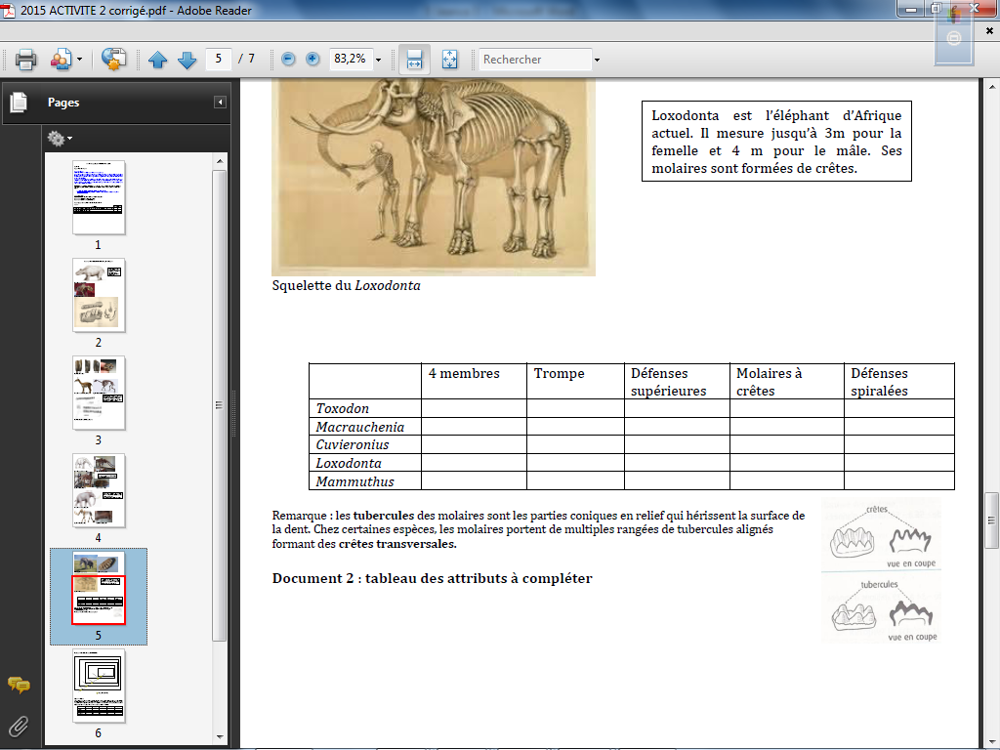 2015 ACTIVITE 2 corrigé.pdf - Adobe Reader
5 / 7
83,2%
Rechercher
Pages
1
2
3
4
5
6
Loxodonta est l'éléphant d'Afrique
actuel. Il mesure jusqu'à 3m pour la
femelle et 4 m pour le mâle. Ses
molaires sont formées de crêtes.
Squelette du Loxodonta
4 membres Trompe Défenses supérieures Molaires à crêtes Défenses spiralées
Toxodon
Macrauchenia
Cuvieronius
Loxodonta
Mammuthus
Remarque : les tubercules des molaires sont les parties coniques en relief qui hérissent la surface de
la dent. Chez certaines espèces, les molaires portent de multiples rangées de tubercules alignés
formant des crêtes transversales.
crêtes
vue en coupe
tubercules
vue en coupe
Document 2 : tableau des attributs à compléter